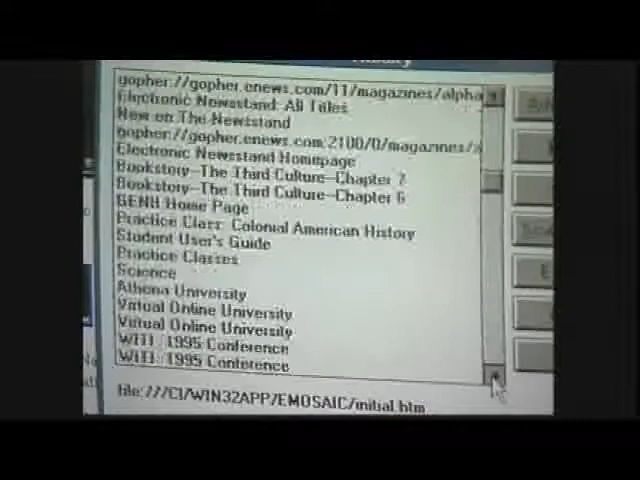 gopher://gopher.enews.com/11/magazines/alpha
Electronic Newsstand: All Titles
New on The Newsstand
gopher://gopher.enews.com:2100/0/magazines/a
Electronic Newsstand Homepage
Bookstory--The Third Culture--Chapter 7
Bookstory--The Third Culture--Chapter 6
GENII Home Page
Practice Class: Colonial American History
Student User's Guide
Practice Classes
Science
Athena University
Virtual Online University
Virtual Online University
WITI: 1995 Conference
WITI: 1995 Conference
file:///C|/WIN32APP/EMOSAIC/initial.htm